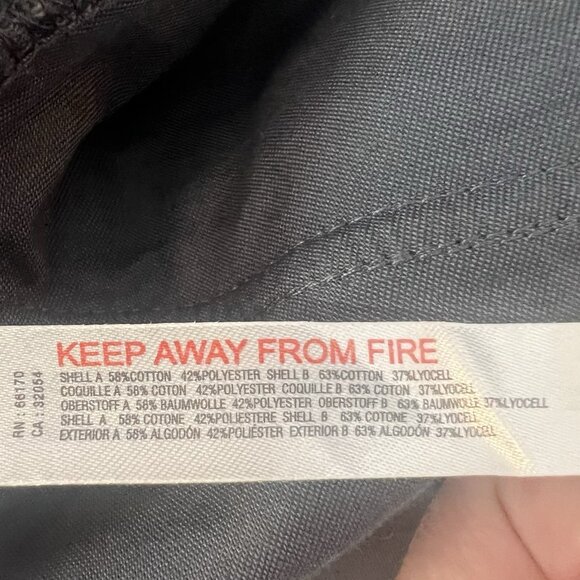 KEEP AWAY FROM FIRE
SHELL A 58%COTTON 42%POLYESTER SHELL B 63%COTTON 37%LYOCELL
COQUILLE A 58% COTON 42%POLYESTER COQUILLE B 63% COTON 37%LYOCELL
OBERSTOFF A 58% BAUMWOLLE 42%POLYESTER OBERSTOFF B 63% BAUMWOLLE 37%LYOCELL
SHELL A 58% COTONE 42%POLIESTERE SHELL B 63% COTONE 37%LYOCELL
EXTERIOR A 58% ALGODÓN 42%POLIÉSTER EXTERIOR B 63% ALGODÓN 37%LYOCELL
RN : 66170
CA : 32054